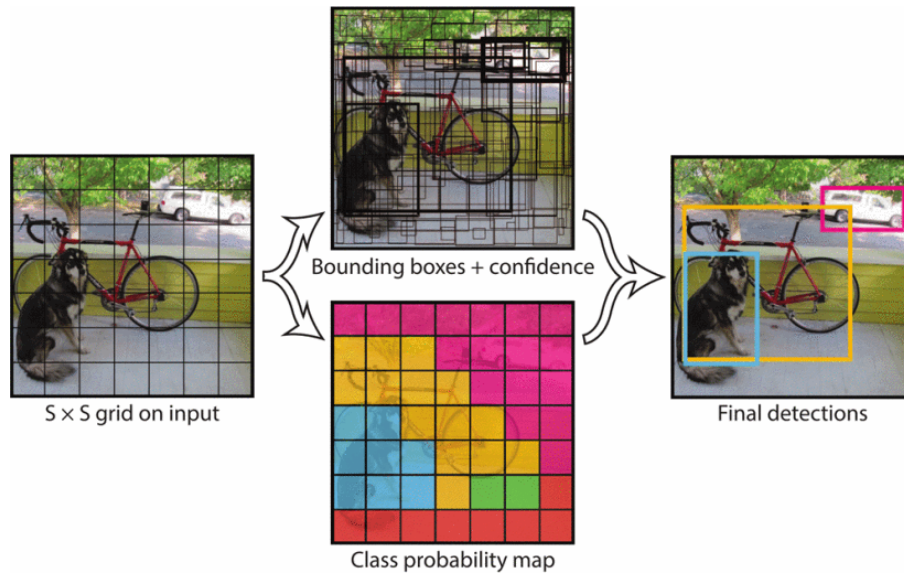 Bounding boxes + confidence
S × S grid on input
Final detections
Class probability map